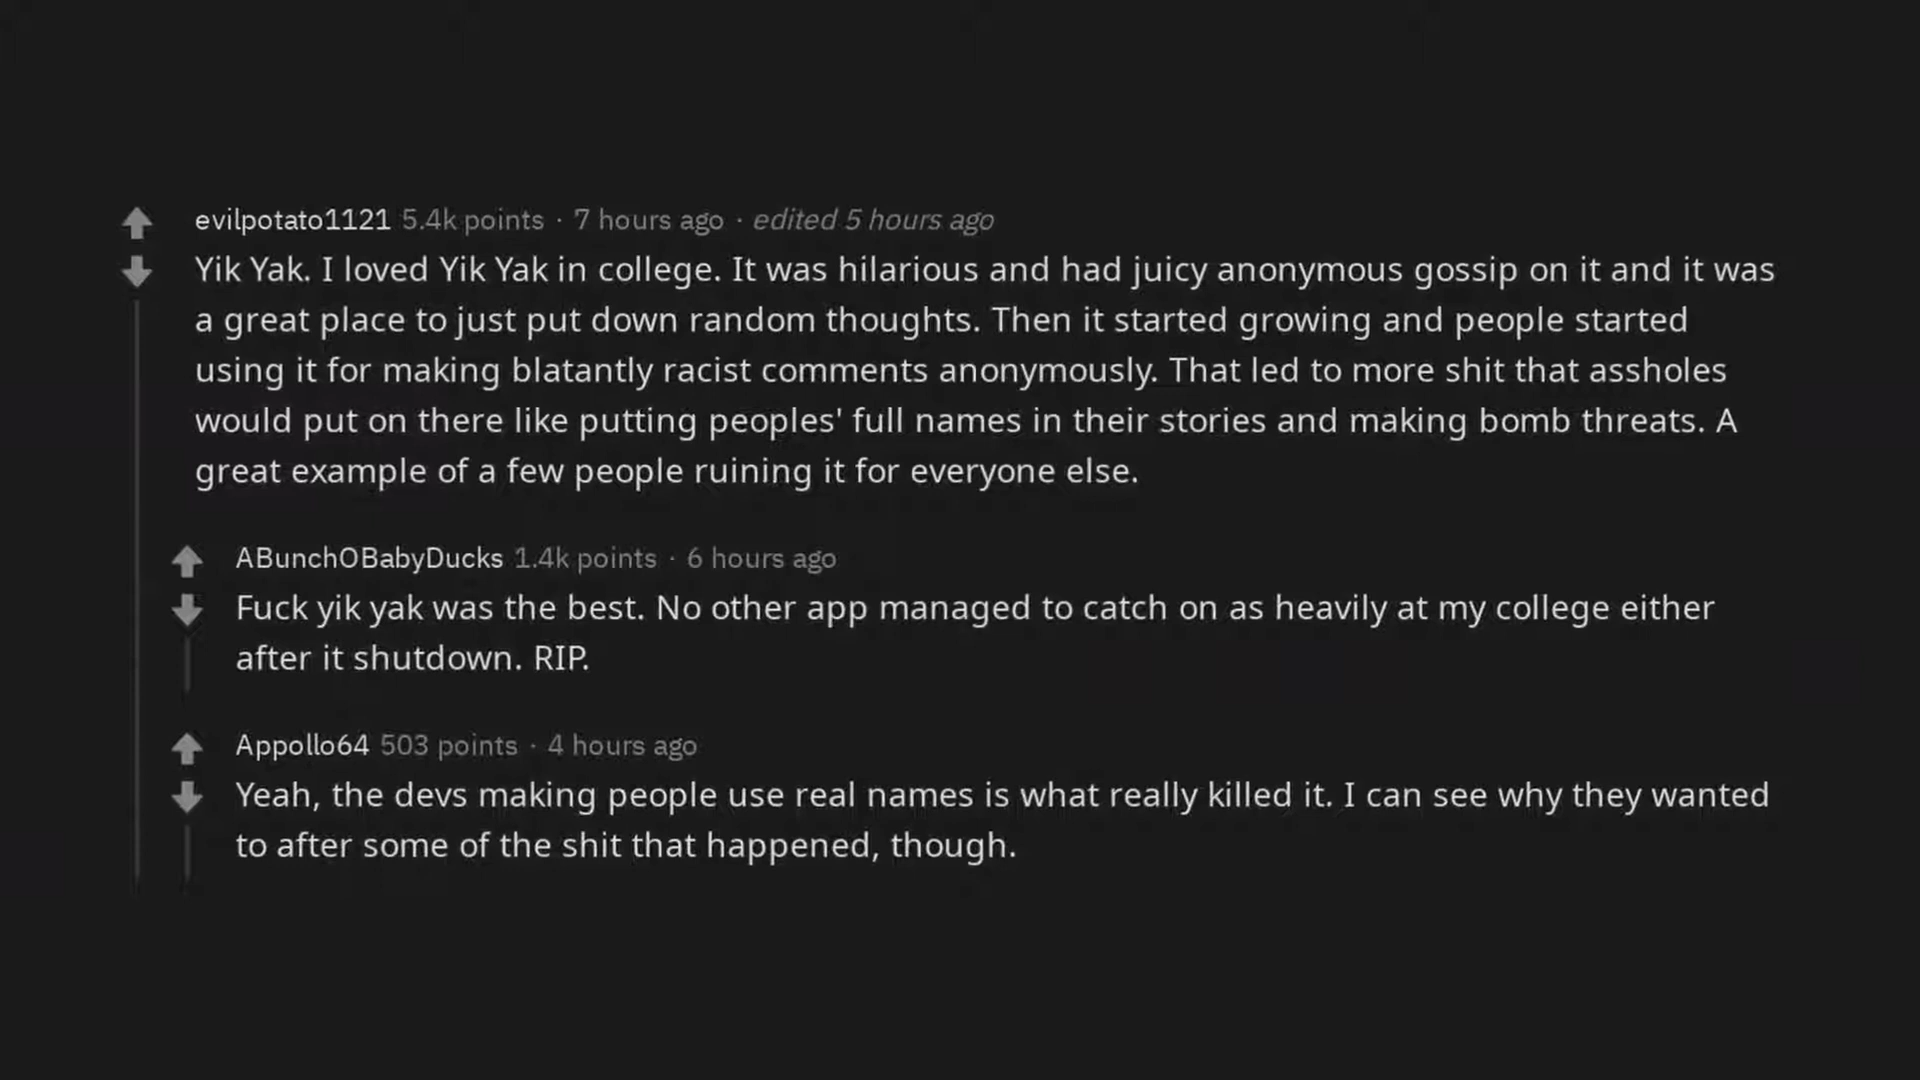 evilpotato1121 5.4k points · 7 hours ago · edited 5 hours ago
Yik Yak. I loved Yik Yak in college. It was hilarious and had juicy anonymous gossip on it and it was
a great place to just put down random thoughts. Then it started growing and people started
using it for making blatantly racist comments anonymously. That led to more shit that assholes
would put on there like putting peoples' full names in their stories and making bomb threats. A
great example of a few people ruining it for everyone else.
ABunchOBabyDucks 1.4k points · 6 hours ago
Fuck yik yak was the best. No other app managed to catch on as heavily at my college either
after it shutdown. RIP.
Appollo64 503 points · 4 hours ago
Yeah, the devs making people use real names is what really killed it. I can see why they wanted
to after some of the shit that happened, though.